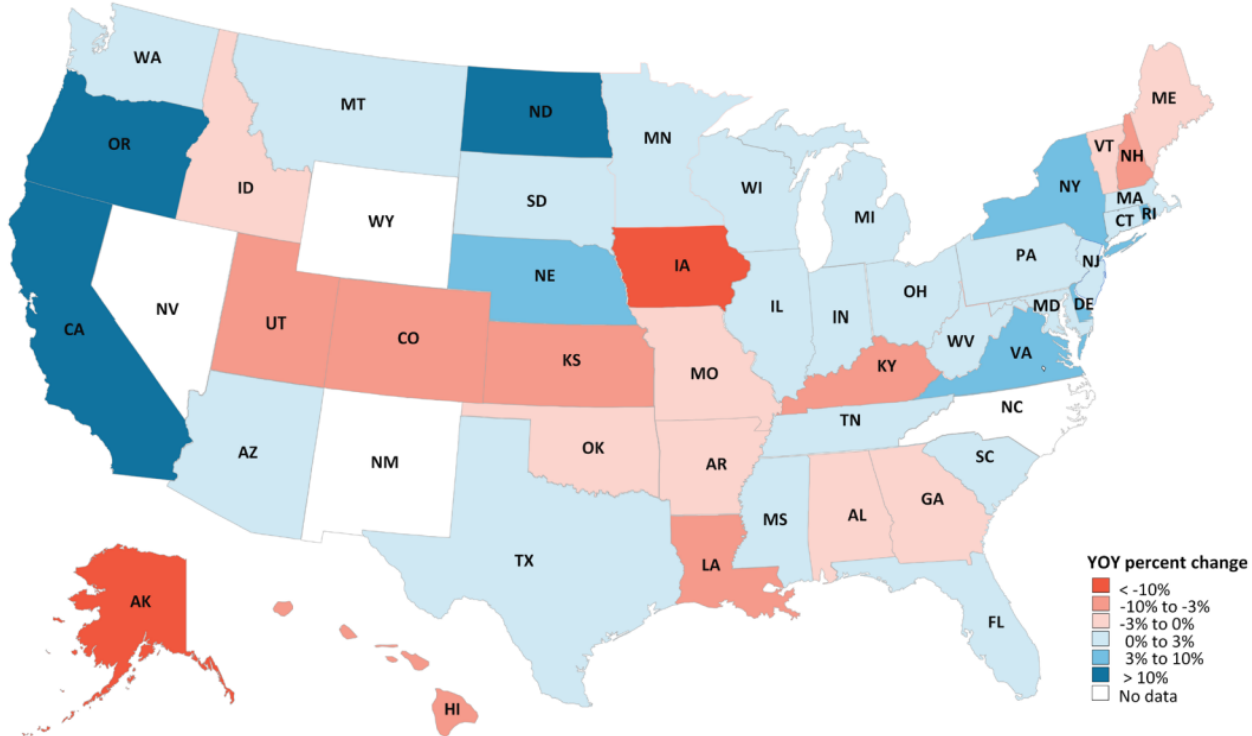 WA
MT
ND
MN
ME
VT
NH
OR
ID
WY
SD
WI
MI
NY
MA
CT
RI
NE
IA
PA
NJ
NV
UT
CO
KS
MO
IL
IN
OH
MD
DE
WV
VA
KY
CA
AZ
NM
OK
AR
TN
NC
SC
MS
AL
GA
TX
LA
FL
AK
HI
YOY percent change
< -10%
-10% to -3%
-3% to 0%
0% to 3%
3% to 10%
> 10%
No data